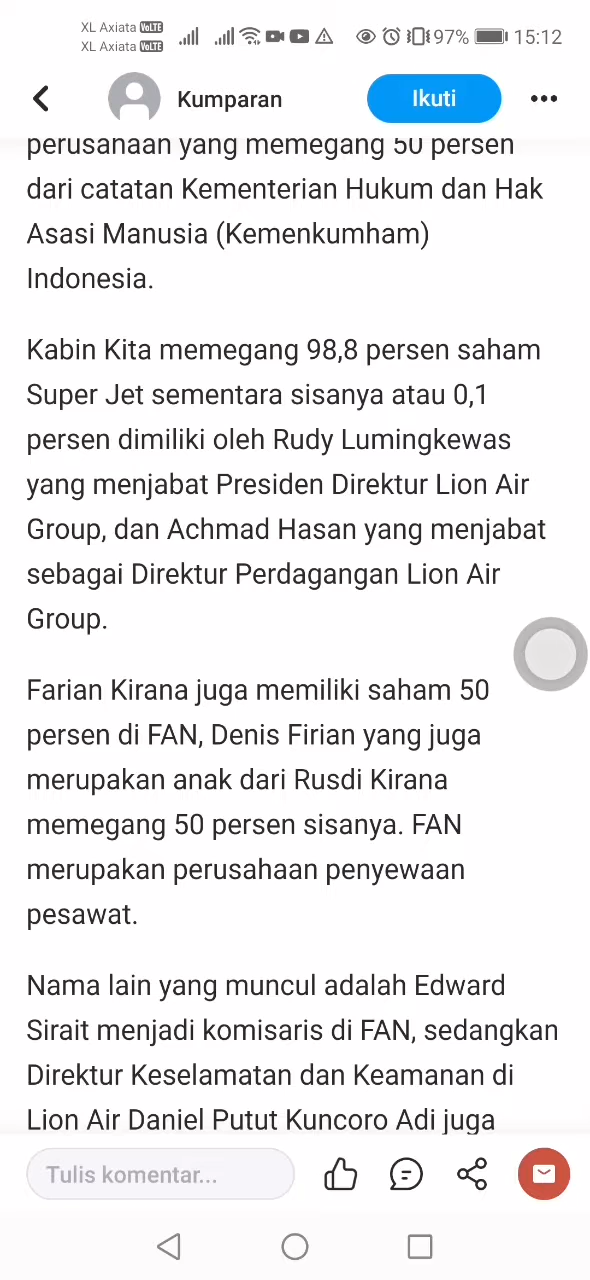 XL Axiata VoLTE
XL Axiata VoLTE
97% 15:12
Kumparan
Ikuti
perusahaan yang memegang 50 persen
dari catatan Kementerian Hukum dan Hak
Asasi Manusia (Kemenkumham)
Indonesia.
Kabin Kita memegang 98,8 persen saham
Super Jet sementara sisanya atau 0,1
persen dimiliki oleh Rudy Lumingkewas
yang menjabat Presiden Direktur Lion Air
Group, dan Achmad Hasan yang menjabat
sebagai Direktur Perdagangan Lion Air
Group.
Farian Kirana juga memiliki saham 50
persen di FAN, Denis Firian yang juga
merupakan anak dari Rusdi Kirana
memegang 50 persen sisanya. FAN
merupakan perusahaan penyewaan
pesawat.
Nama lain yang muncul adalah Edward
Sirait menjadi komisaris di FAN, sedangkan
Direktur Keselamatan dan Keamanan di
Lion Air Daniel Putut Kuncoro Adi juga
Tulis komentar...